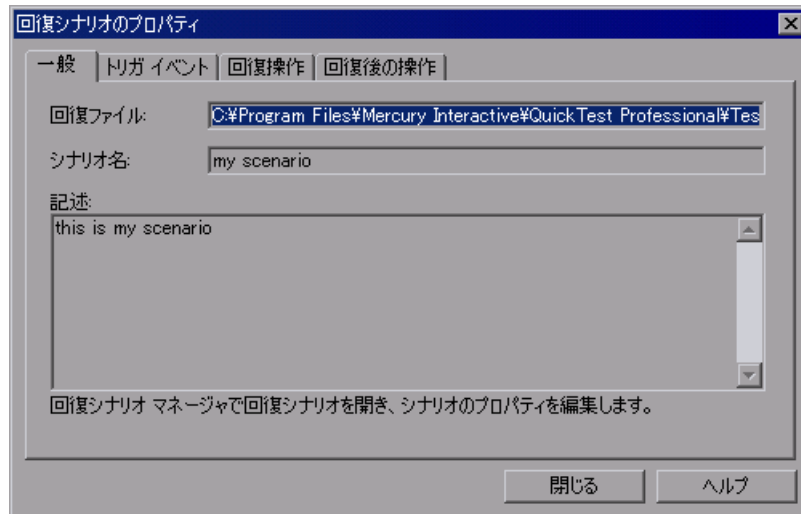 回復シナリオのプロパティ
一般 トリガ イベント 回復操作 回復後の操作
回復ファイル: C:¥Program Files¥Mercury Interactive¥QuickTest Professional¥Tes
シナリオ名: my scenario
記述:
this is my scenario
回復シナリオ マネージャで回復シナリオを開き、シナリオのプロパティを編集します。
閉じる ヘルプ